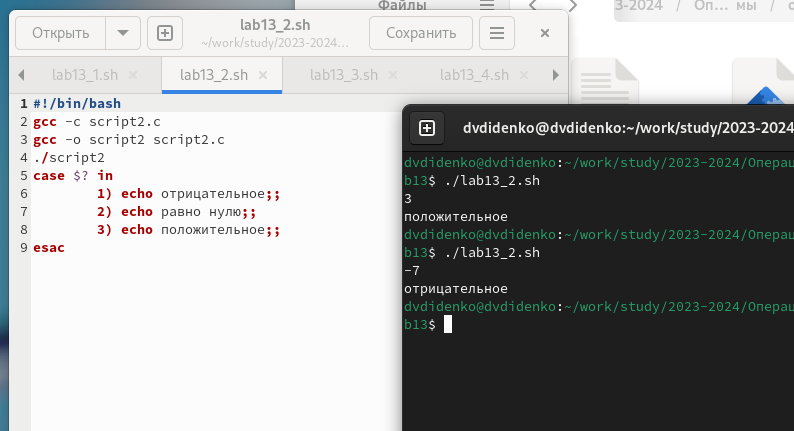 Файлы
3-2024 / Оп... мы /
Открыть
lab13_2.sh
~/work/study/2023-2024...
Сохранить
lab13_1.sh
lab13_2.sh
lab13_3.sh
lab13_4.sh
1 #!/bin/bash
2 gcc -c script2.c
3 gcc -o script2 script2.c
4 ./script2
5 case $? in
6 1) echo отрицательное;;
7 2) echo равно нулю;;
8 3) echo положительное;;
9 esac
dvdidenko@dvdidenko:~/work/study/2023-2024
dvdidenko@dvdidenko:~/work/study/2023-2024/Операц
b13$ ./lab13_2.sh
3
положительное
dvdidenko@dvdidenko:~/work/study/2023-2024/Операц
b13$ ./lab13_2.sh
-7
отрицательное
dvdidenko@dvdidenko:~/work/study/2023-2024/Операц
b13$